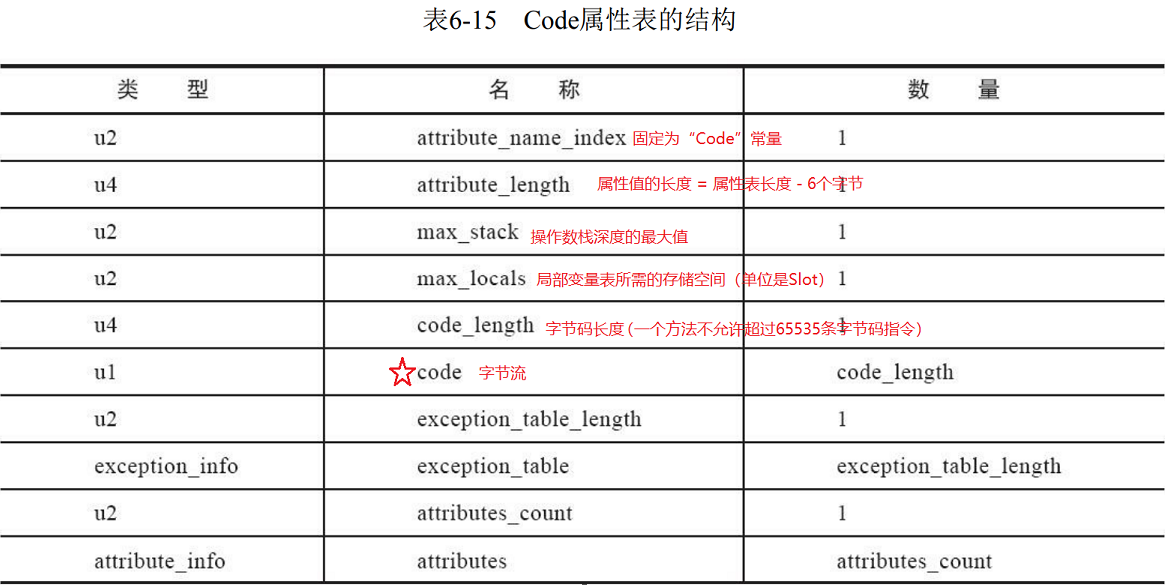 表6-15 Code属性表的结构
类 型 名 称 数 量
u2 attribute_name_index 固定为“Code”常量 1
u4 attribute_length 属性值的长度 = 属性表长度 - 6个字节 1
u2 max_stack 操作数栈深度的最大值 1
u2 max_locals 局部变量表所需的存储空间（单位是Slot） 1
u4 code_length 字节码长度（一个方法不允许超过65535条字节码指令） 1
u1 code 字节流 code_length
u2 exception_table_length 1
exception_info exception_table exception_table_length
u2 attributes_count 1
attribute_info attributes attributes_count